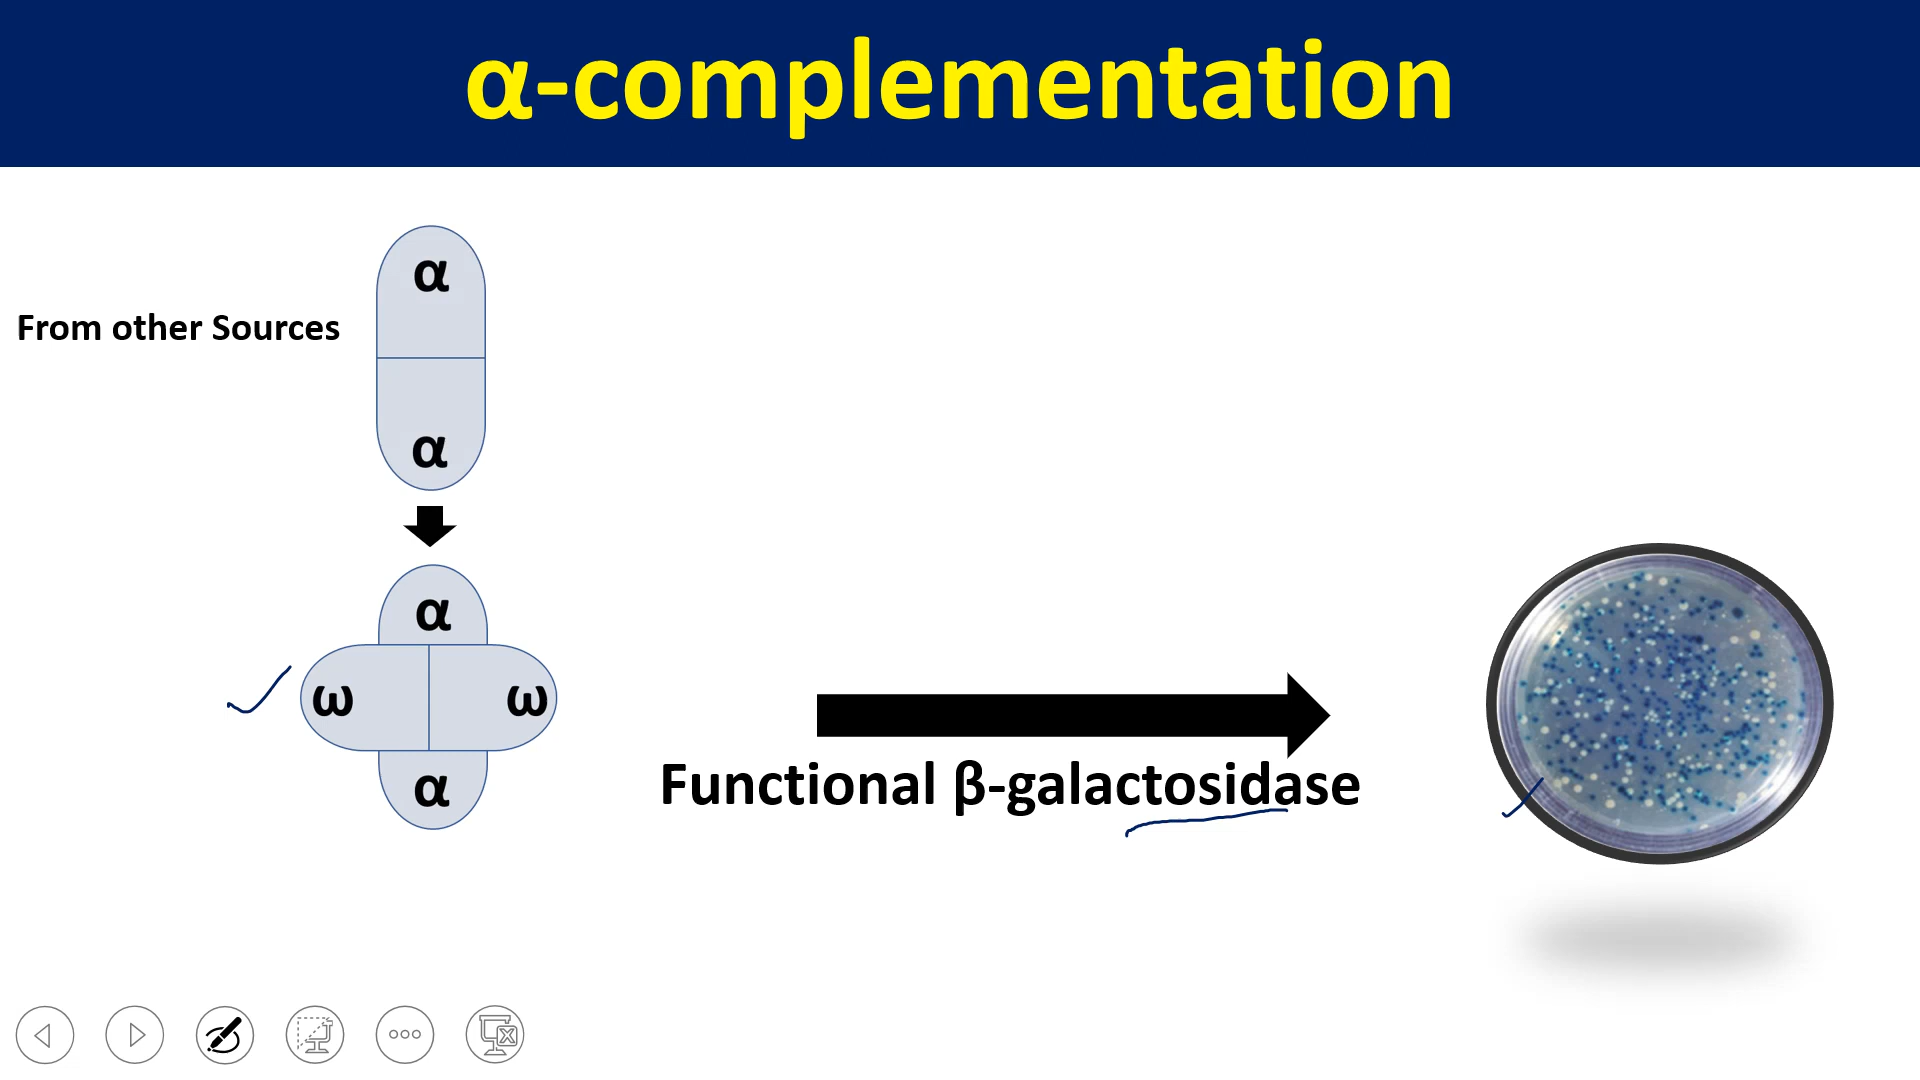 α-complementation
α
From other Sources
α
α
ω ω
α
Functional β-galactosidase